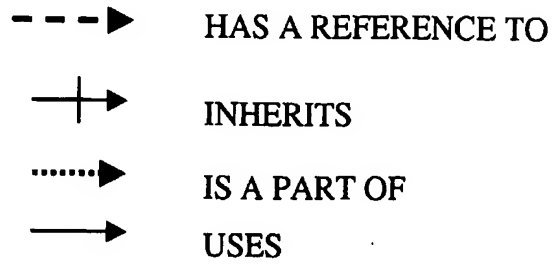 HAS A REFERENCE TO
INHERITS
IS A PART OF
USES